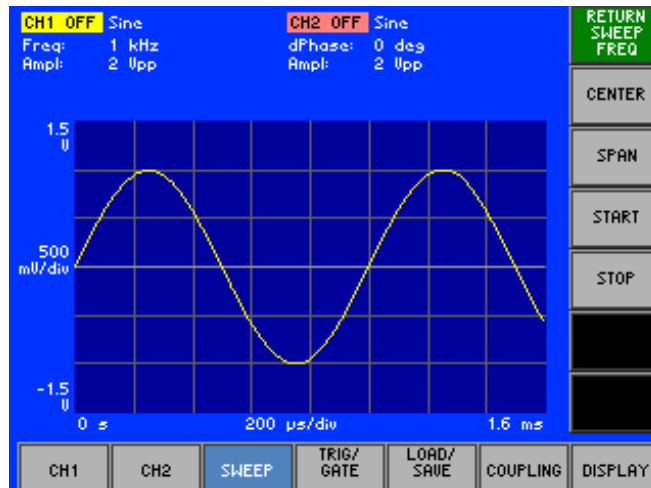 CH1 OFF Sine
Freq: 1 kHz
Ampl: 2 Vpp
CH2 OFF Sine
dPhase: 0 deg
Ampl: 2 Vpp
RETURN
SWEEP
FREQ
CENTER
SPAN
START
STOP
1.5
V
500
mV/div
-1.5
V
0 s
200 µs/div
1.6 ms
CH1
CH2
SWEEP
TRIG/
GATE
LOAD/
SAVE
COUPLING
DISPLAY